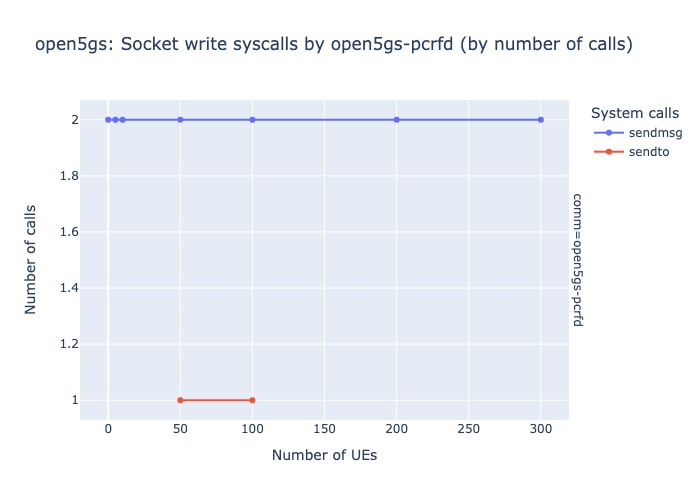 open5gs: Socket write syscalls by open5gs-pcrfd (by number of calls)
System calls
sendmsg
sendto
2
1.8
1.6
1.4
1.2
1
Number of calls
comm=open5gs-pcrfd
0 50 100 150 200 250 300
Number of UEs